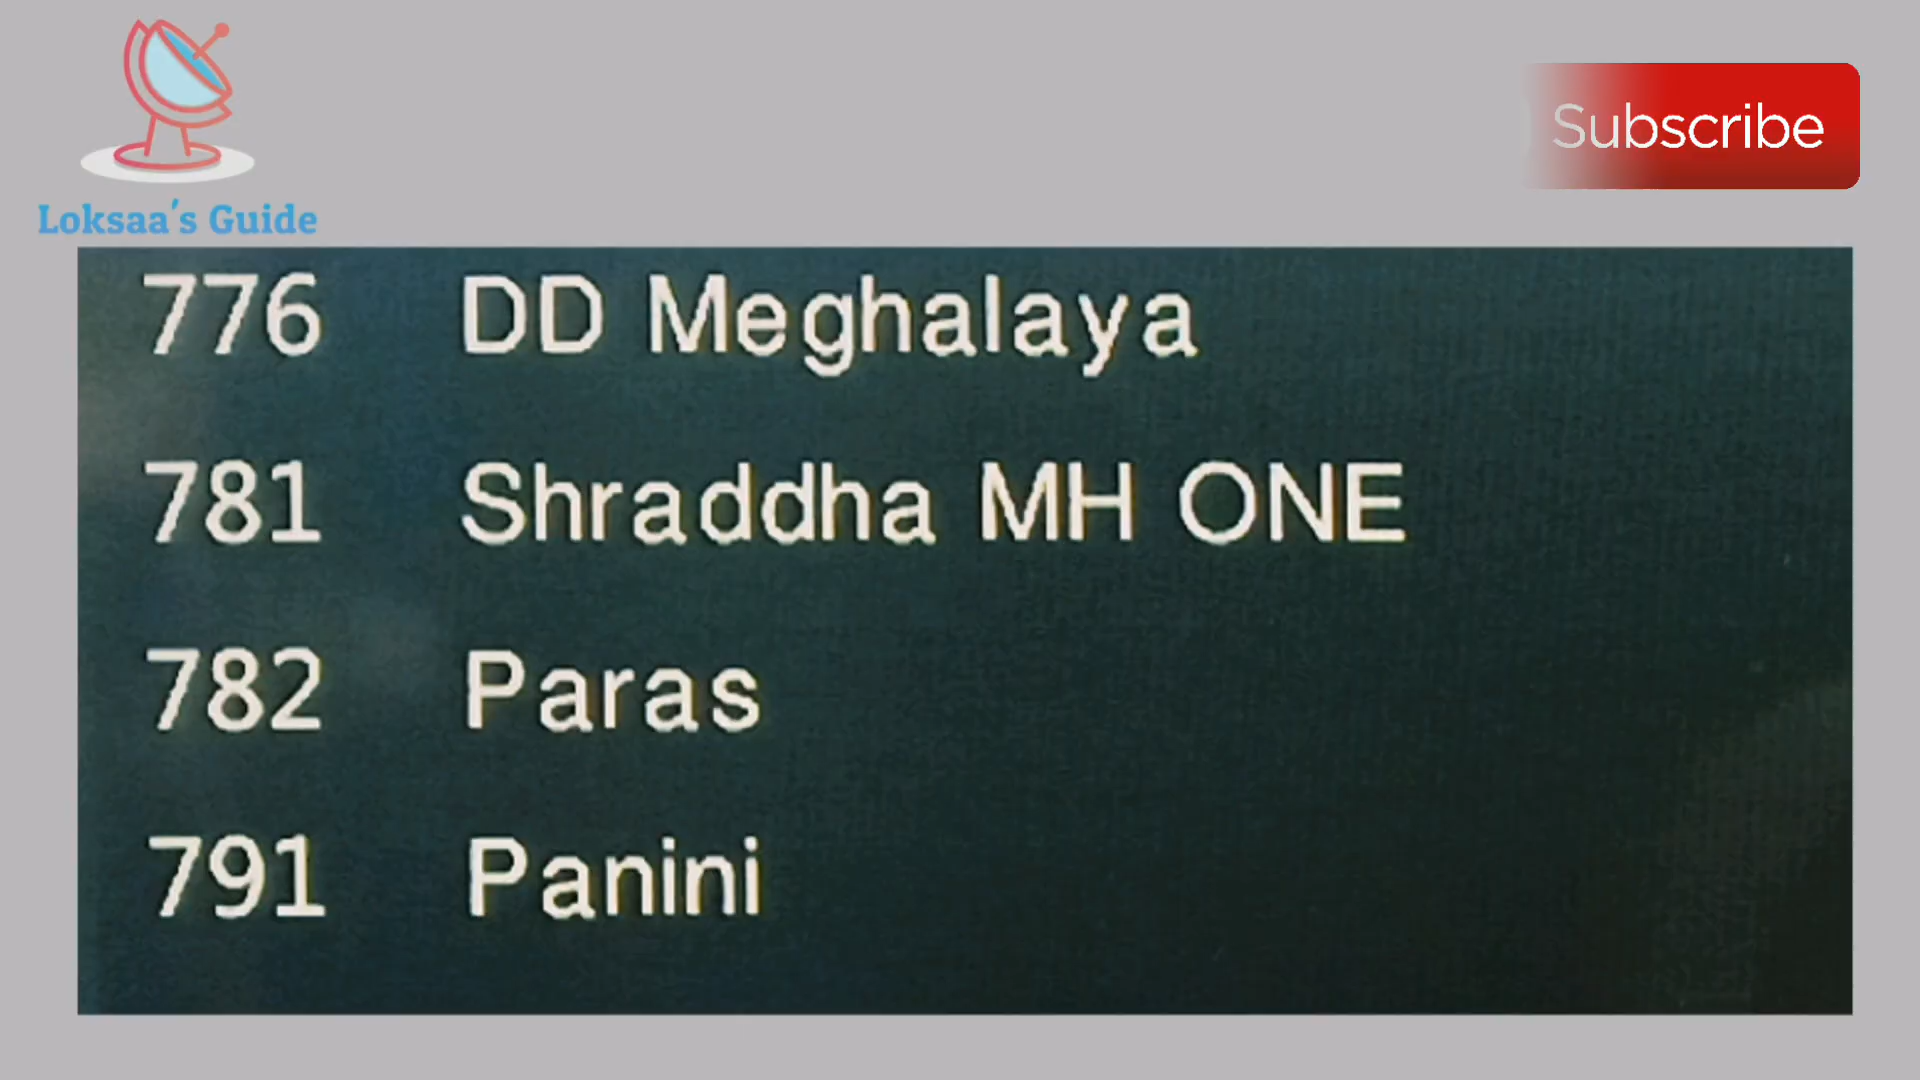 Loksaa's Guide
Subscribe
776 DD Meghalaya
781 Shraddha MH ONE
782 Paras
791 Panini